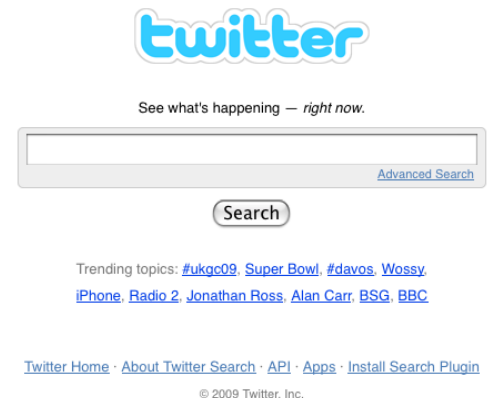 twitter
See what's happening — right now.
Advanced Search
Search
Trending topics: #ukgc09, Super Bowl, #davos, Wossy,
iPhone, Radio 2, Jonathan Ross, Alan Carr, BSG, BBC
Twitter Home · About Twitter Search · API · Apps · Install Search Plugin
© 2009 Twitter, Inc.